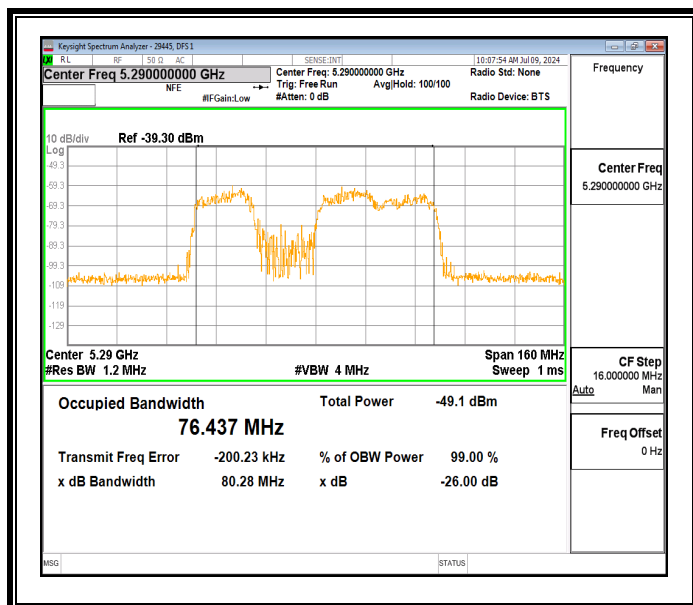 Keysight Spectrum Analyzer - 29445, DFS 1
LXI RL RF 50 Ω AC SENSE:INT 10:07:54 AM Jul 09, 2024
Center Freq 5.290000000 GHz Center Freq: 5.290000000 GHz Radio Std: None Frequency
NFE Trig: Free Run Avg|Hold: 100/100
#IFGain:Low #Atten: 0 dB Radio Device: BTS
10 dB/div Ref -39.30 dBm
Log
-49.3
-59.3
-69.3
-79.3
-89.3
-99.3
-109
-119
-129
Center Freq
5.290000000 GHz
Center 5.29 GHz Span 160 MHz
#Res BW 1.2 MHz #VBW 4 MHz Sweep 1 ms
CF Step
16.000000 MHz
Auto Man
Occupied Bandwidth Total Power -49.1 dBm
76.437 MHz
Transmit Freq Error -200.23 kHz % of OBW Power 99.00 %
x dB Bandwidth 80.28 MHz x dB -26.00 dB
Freq Offset
0 Hz
MSG STATUS